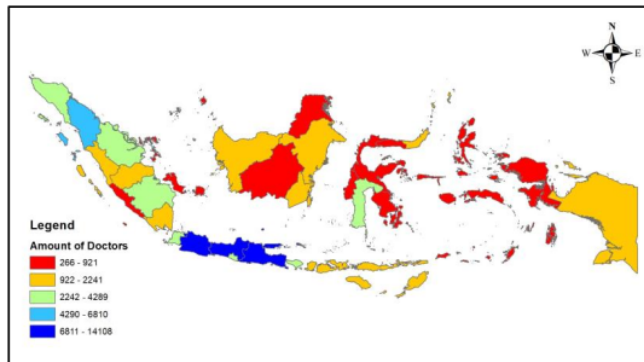 N
W E
S
Legend
Amount of Doctors
266 - 921
922 - 2241
2242 - 4289
4290 - 6810
6811 - 14108